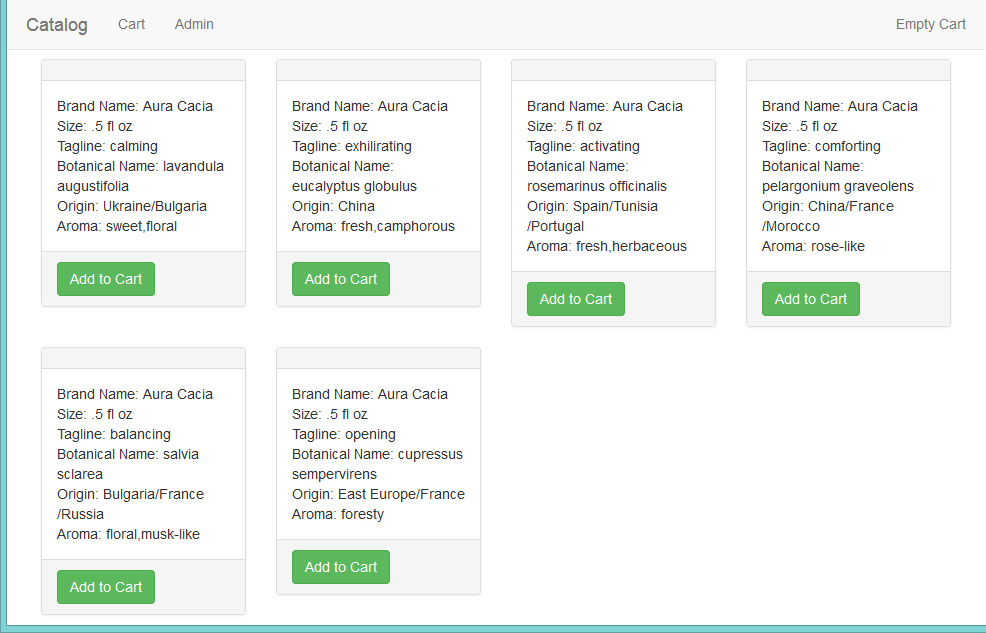 Catalog Cart Admin Empty Cart
Brand Name: Aura Cacia
Size: .5 fl oz
Tagline: calming
Botanical Name: lavandula
augustifolia
Origin: Ukraine/Bulgaria
Aroma: sweet,floral
Add to Cart
Brand Name: Aura Cacia
Size: .5 fl oz
Tagline: exhilirating
Botanical Name:
eucalyptus globulus
Origin: China
Aroma: fresh,camphorous
Add to Cart
Brand Name: Aura Cacia
Size: .5 fl oz
Tagline: activating
Botanical Name:
rosemarinus officinalis
Origin: Spain/Tunisia
/Portugal
Aroma: fresh,herbaceous
Add to Cart
Brand Name: Aura Cacia
Size: .5 fl oz
Tagline: comforting
Botanical Name:
pelargonium graveolens
Origin: China/France
/Morocco
Aroma: rose-like
Add to Cart
Brand Name: Aura Cacia
Size: .5 fl oz
Tagline: balancing
Botanical Name: salvia
sclarea
Origin: Bulgaria/France
/Russia
Aroma: floral,musk-like
Add to Cart
Brand Name: Aura Cacia
Size: .5 fl oz
Tagline: opening
Botanical Name: cupressus
sempervirens
Origin: East Europe/France
Aroma: foresty
Add to Cart